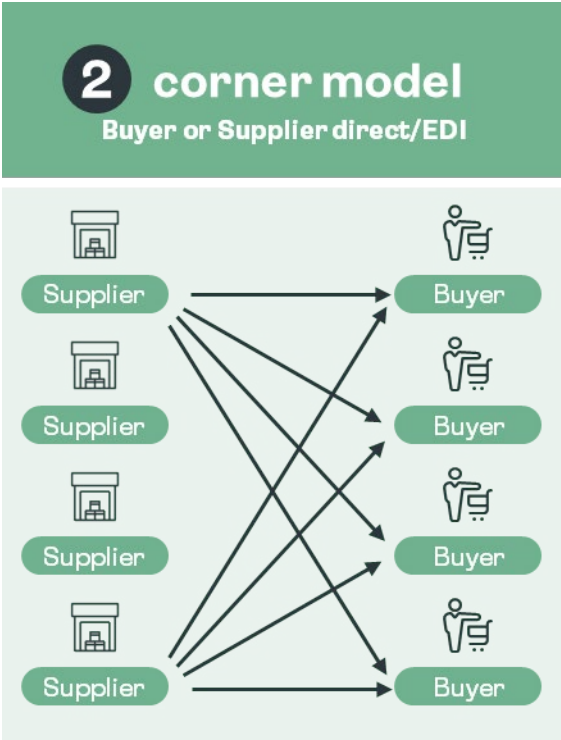 2 corner model
Buyer or Supplier direct/EDI
Supplier
Buyer
Supplier
Buyer
Supplier
Buyer
Supplier
Buyer